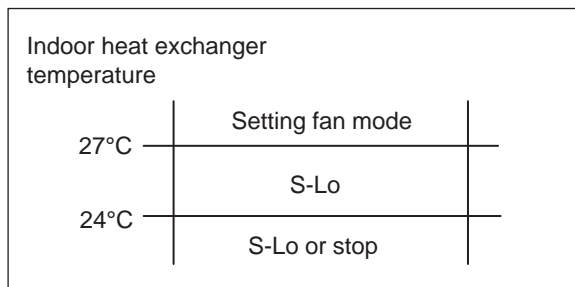 Indoor heat exchanger
temperature
Setting fan mode
27°C
S-Lo
24°C
S-Lo or stop